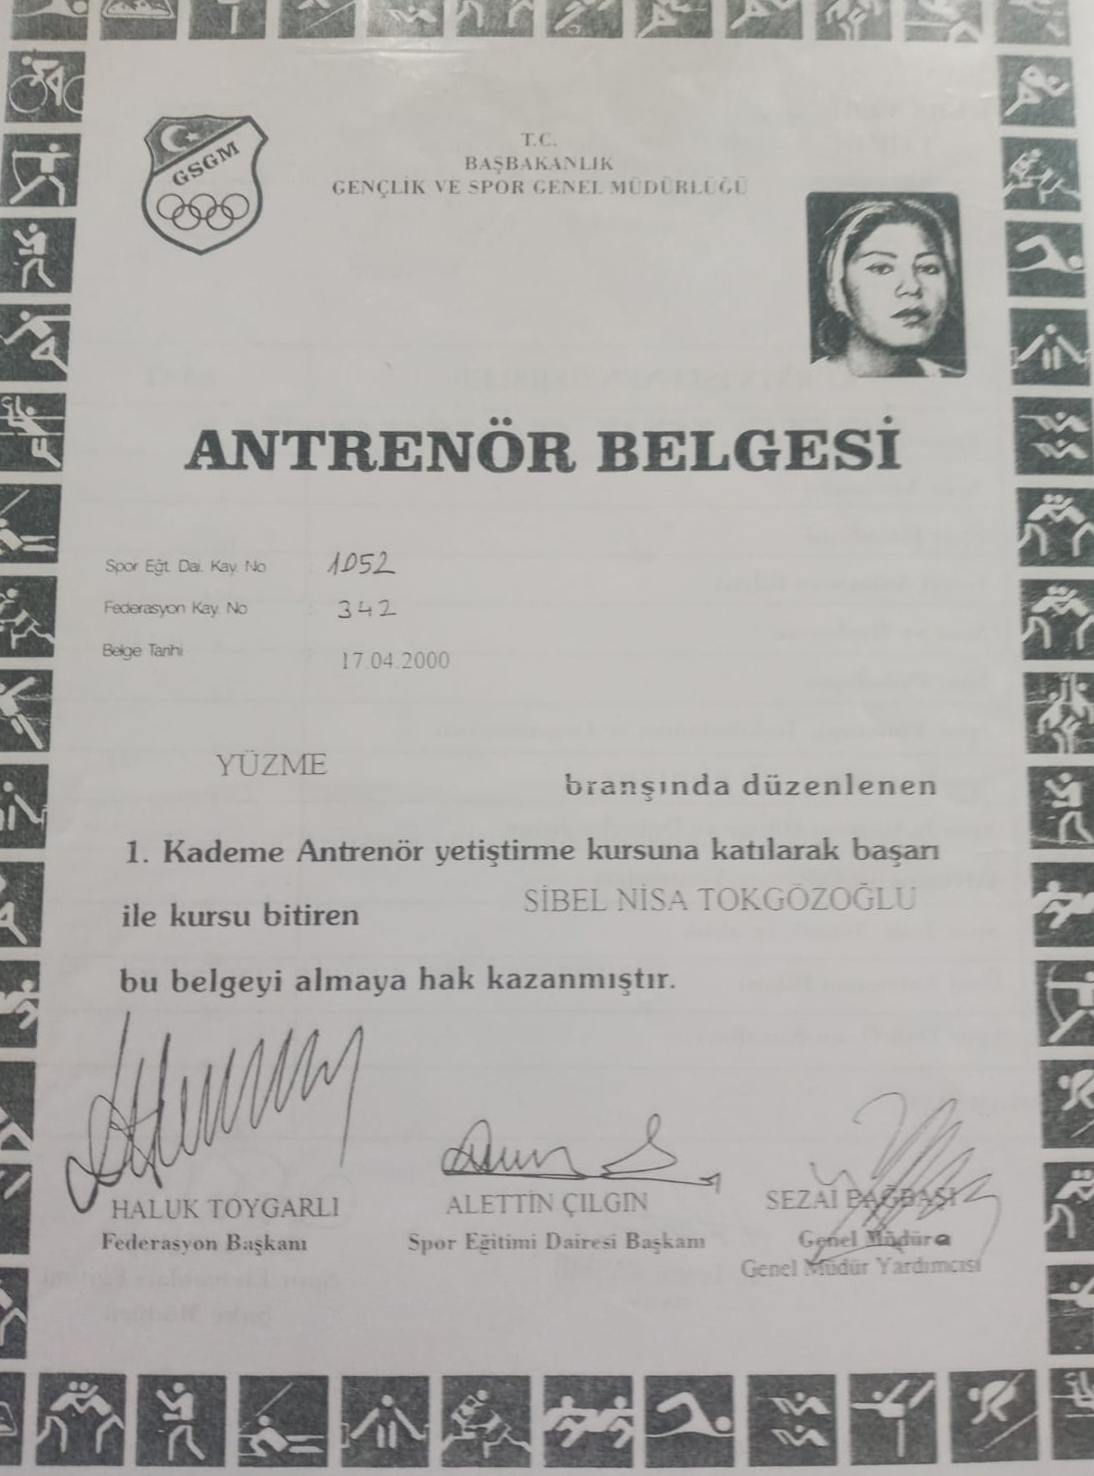 GSGM
T.C.
BAŞBAKANLIK
GENÇLİK VE SPOR GENEL MÜDÜRLÜĞÜ
ANTRENÖR BELGESİ
Spor Eğt. Dai. Kay. No : 1052
Federasyon Kay. No : 342
Belge Tarihi : 17.04.2000
YÜZME branşında düzenlenen
1. Kademe Antrenör yetiştirme kursuna katılarak başarı
ile kursu bitiren SİBEL NİSA TOKGÖZOĞLU
bu belgeyi almaya hak kazanmıştır.
HALUK TOYGARLI ALETTİN ÇILGIN SEZAİ BAĞBAŞI
Federasyon Başkanı Spor Eğitimi Dairesi Başkanı Genel Müdür a
Genel Müdür Yardımcısı